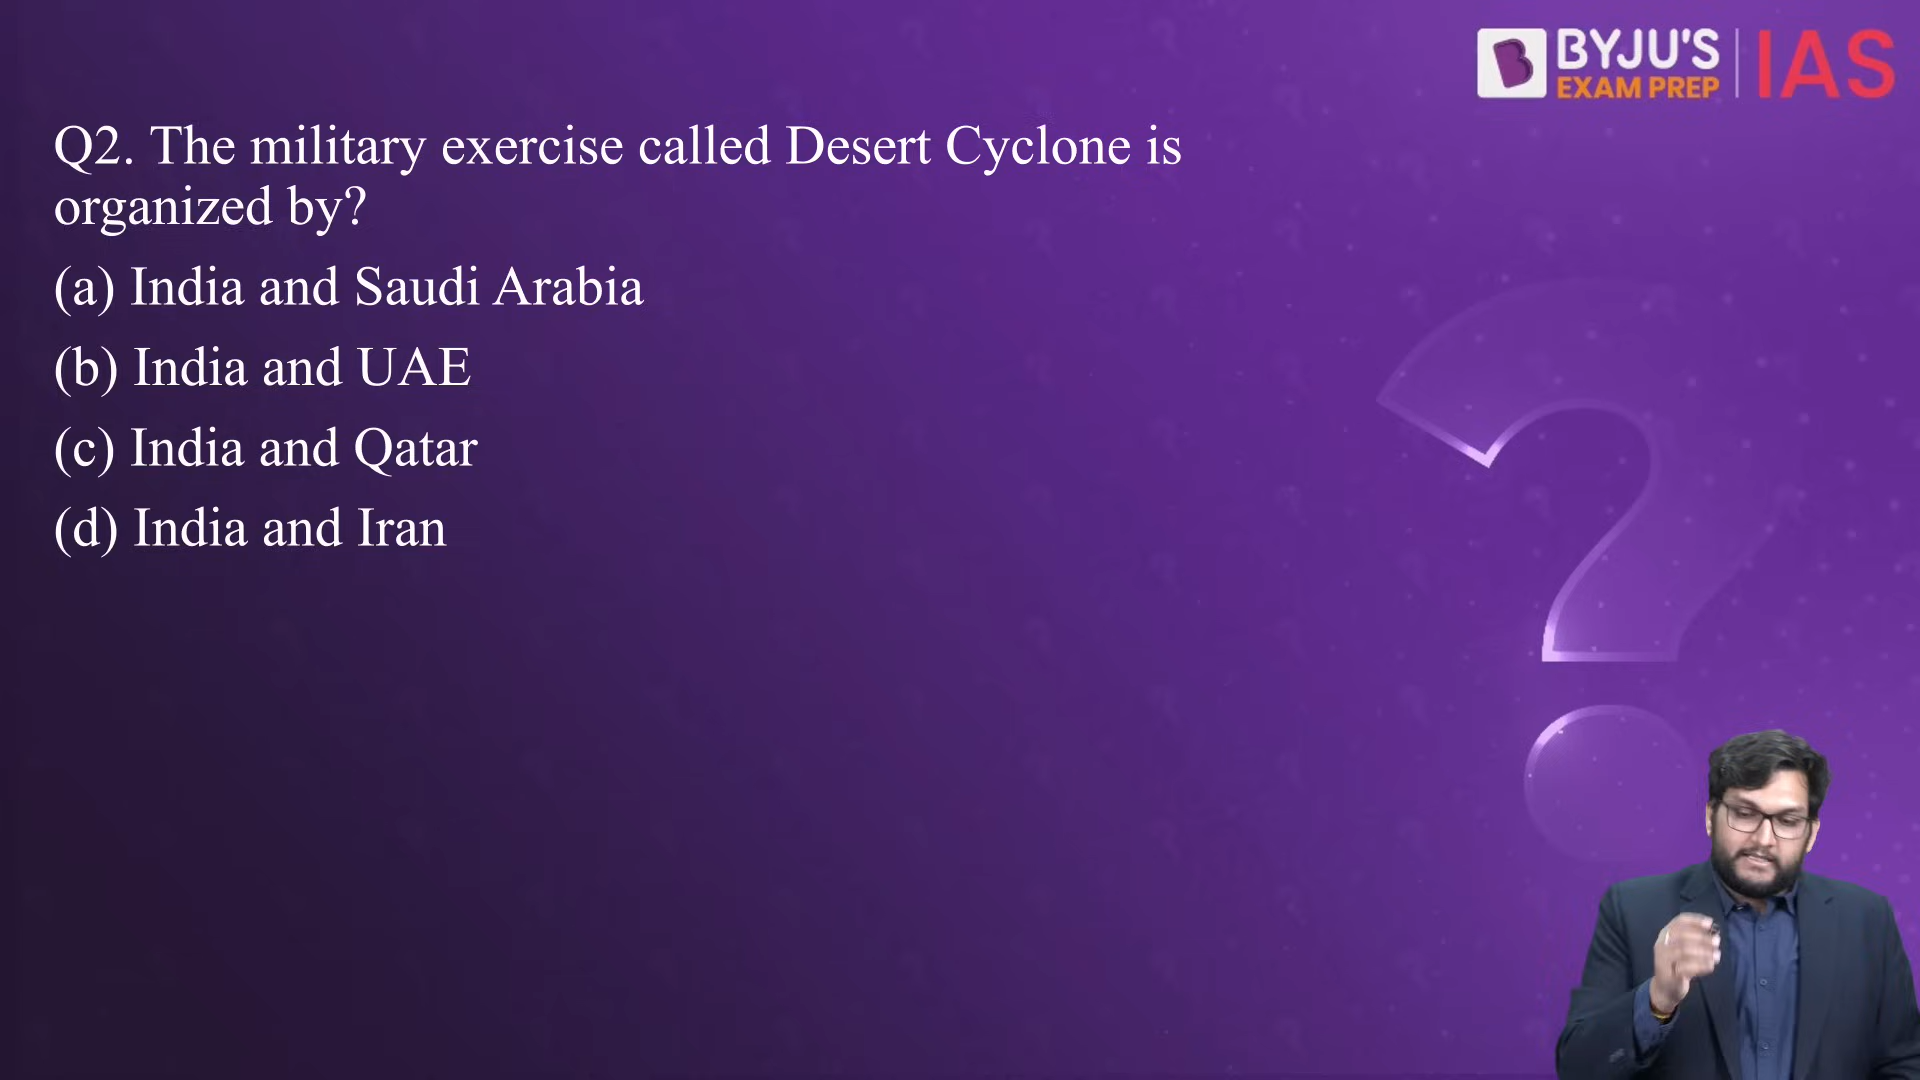 BYJU'S IAS
EXAM PREP
Q2. The military exercise called Desert Cyclone is
organized by?
(a) India and Saudi Arabia
(b) India and UAE
(c) India and Qatar
(d) India and Iran